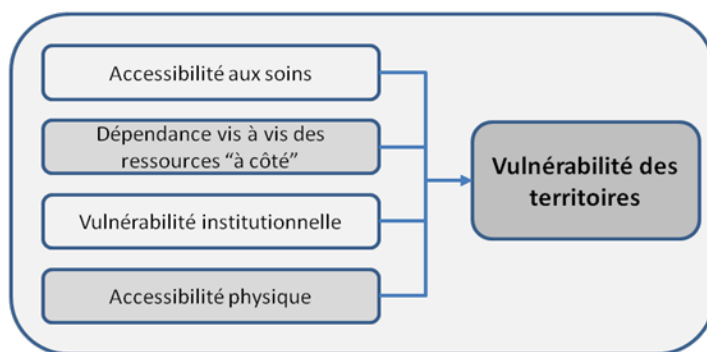 Accessibilité aux soins
Dépendance vis à vis des
ressources “à côté”
Vulnérabilité institutionnelle
Accessibilité physique
Vulnérabilité des
territoires